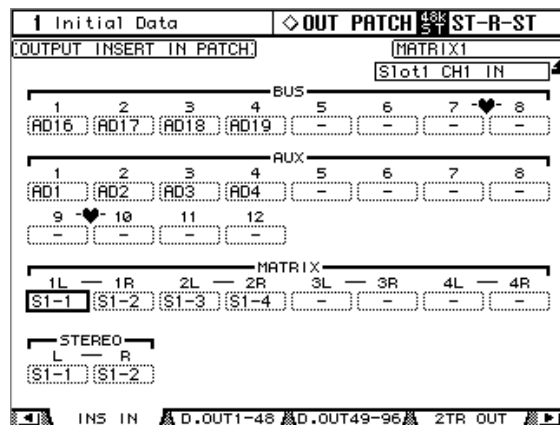 1 Initial Data ◇OUT PATCH 48K ST ST-R-ST
OUTPUT INSERT IN PATCH MATRIX1
Slot1 CH1 IN
BUS
1 2 3 4 5 6 7 -♥- 8
AD16 AD17 AD18 AD19 - - - -
AUX
1 2 3 4 5 6 7 8
AD1 AD2 AD3 AD4 - - - -
9 -♥- 10 11 12
- - - -
MATRIX
1L — 1R 2L — 2R 3L — 3R 4L — 4R
S1-1 S1-2 S1-3 S1-4 - - - -
STEREO
L — R
S1-1 S1-2
INS IN D.OUT1-48 D.OUT49-96 2TR OUT